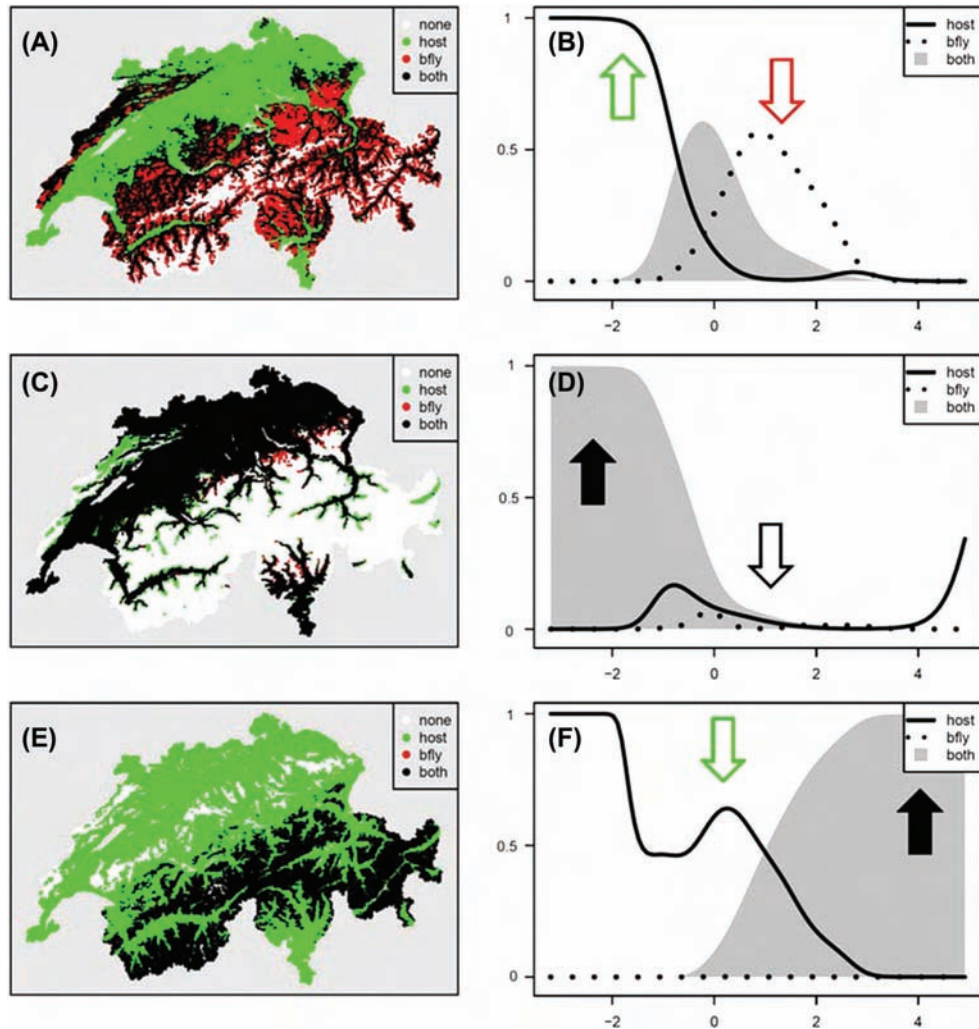 (A)
none
host
bfly
both
(B)
host
bfly
both
1
0.5
0
−2
0
2
4
(C)
none
host
bfly
both
(D)
host
bfly
both
1
0.5
0
−2
0
2
4
(E)
none
host
bfly
both
(F)
host
bfly
both
1
0.5
0
−2
0
2
4